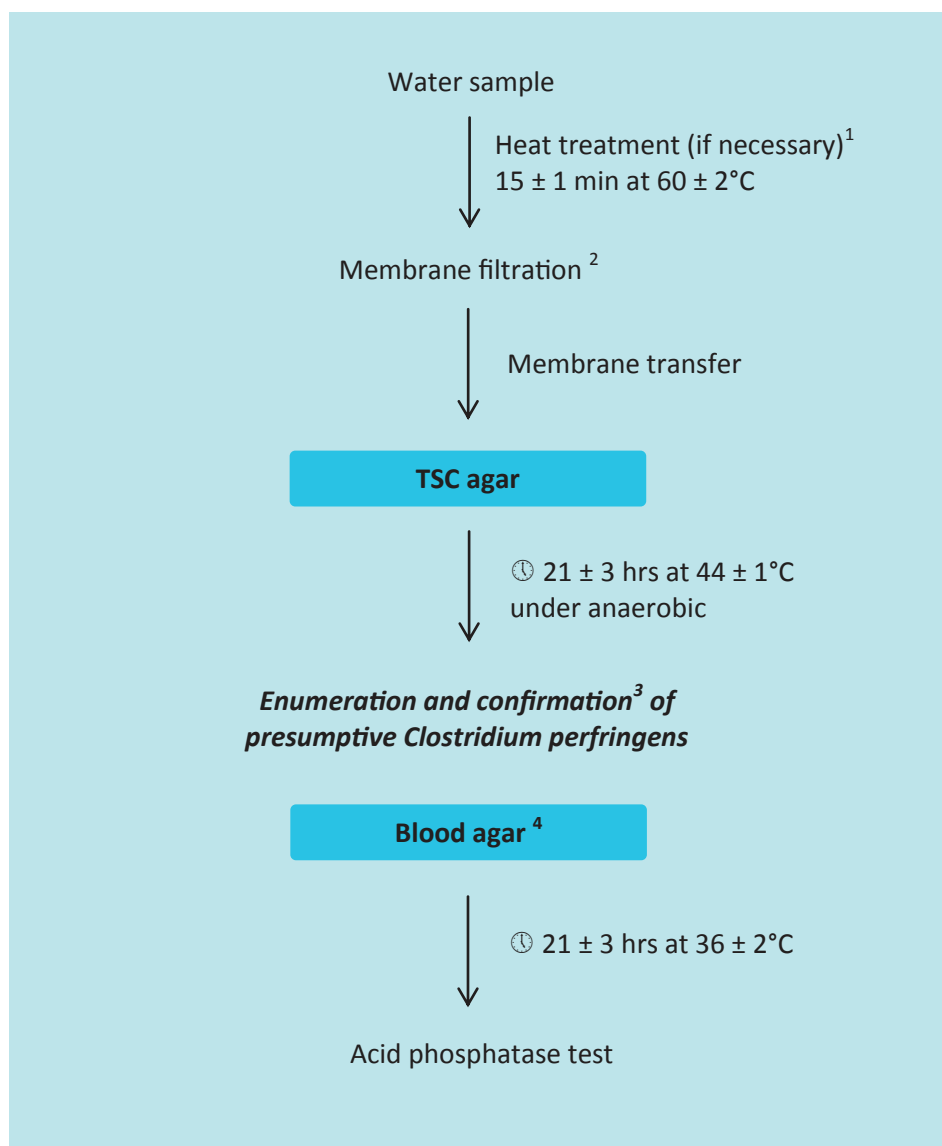 Water sample
Heat treatment (if necessary)¹
15 ± 1 min at 60 ± 2°C
Membrane filtration ²
Membrane transfer
TSC agar
🕔 21 ± 3 hrs at 44 ± 1°C
under anaerobic
Enumeration and confirmation³ of
presumptive Clostridium perfringens
Blood agar ⁴
🕔 21 ± 3 hrs at 36 ± 2°C
Acid phosphatase test